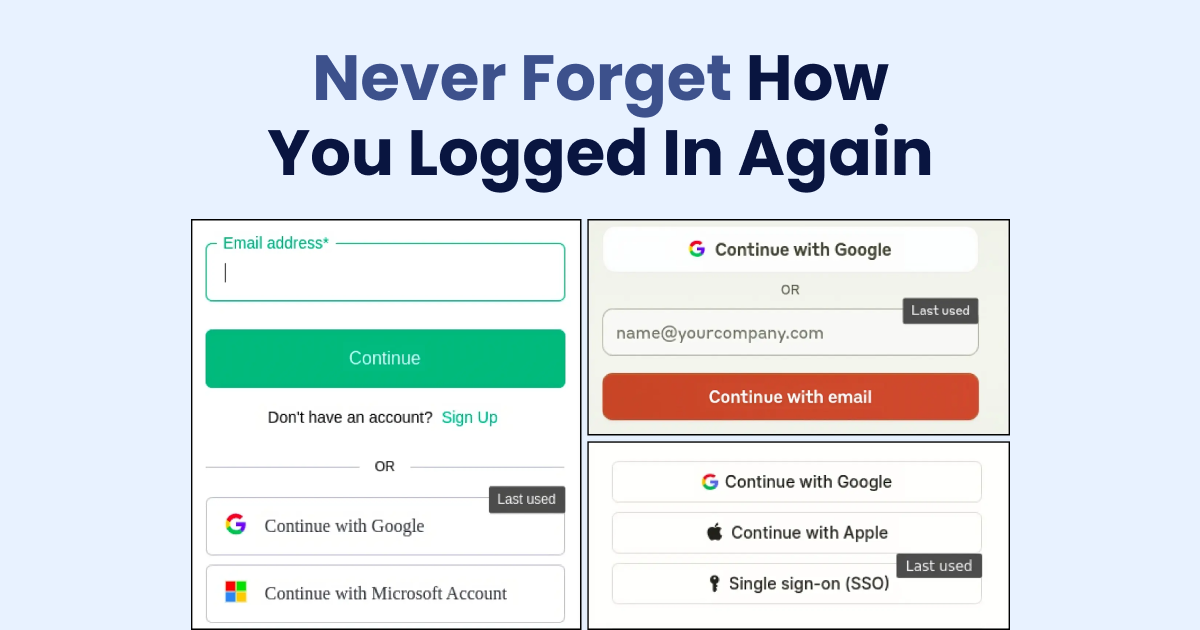 Never Forget How
You Logged In Again
Email address*
Continue
Don't have an account? Sign Up
OR
Last used
Continue with Google
Continue with Microsoft Account
Continue with Google
OR
Last used
name@yourcompany.com
Continue with email
Continue with Google
Continue with Apple
Last used
Single sign-on (SSO)